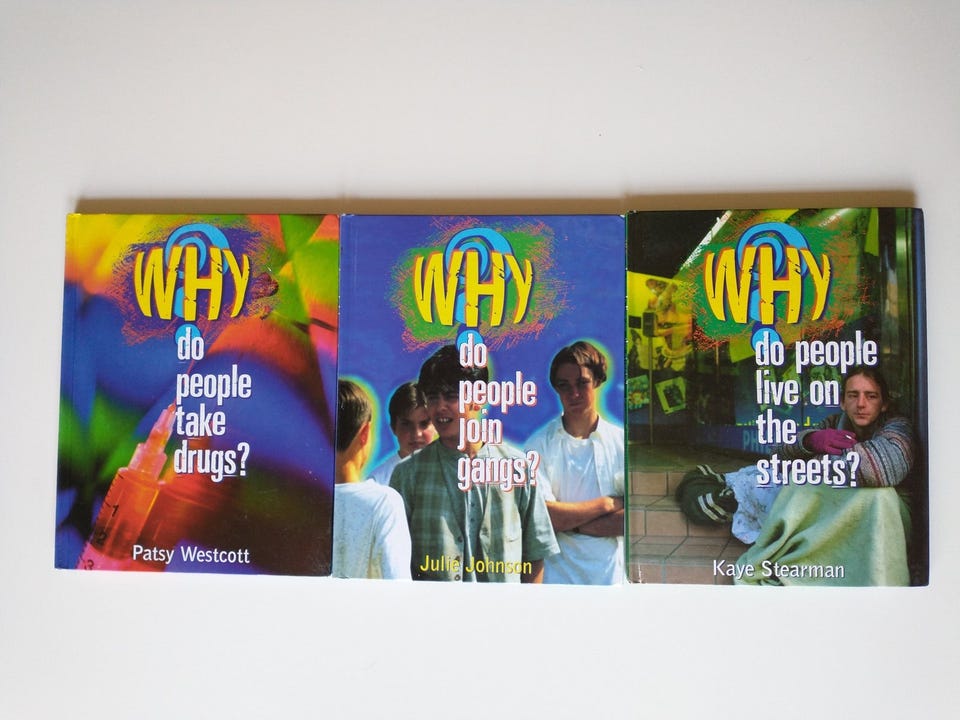 WHY
do
people
take
drugs?
Patsy Westcott
WHY
do
people
join
gangs?
Julie Johnson
WHY
do people
live on
the
streets?
Kaye Stearman